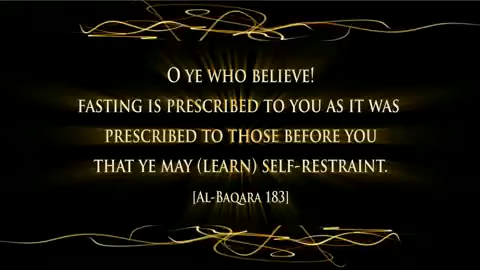 O ye who believe!
fasting is prescribed to you as it was
prescribed to those before you
that ye may (learn) self-restraint.
[Al-Baqara 183]